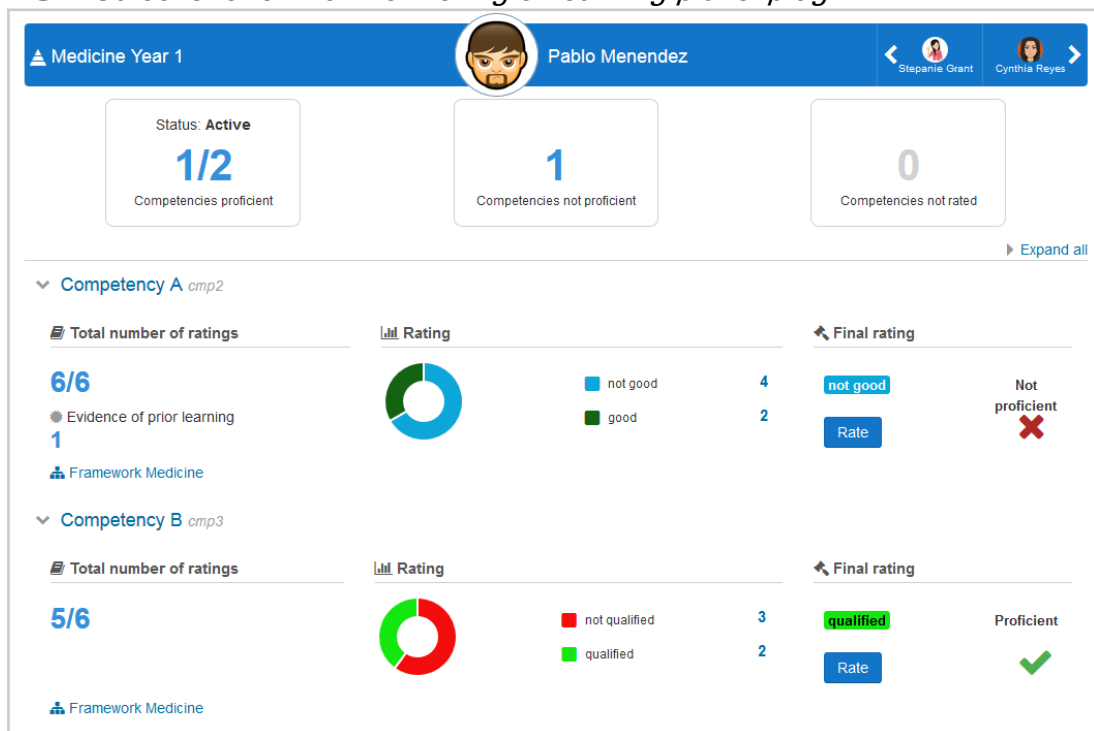 Medicine Year 1
Pablo Menendez
Stepanie Grant
Cynthia Reyes
Status: Active
1/2
Competencies proficient
1
Competencies not proficient
0
Competencies not rated
Expand all
Competency A cmp2
Total number of ratings
Rating
Final rating
6/6
Evidence of prior learning
1
Framework Medicine
not good 4
good 2
not good
Rate
Not
proficient
Competency B cmp3
Total number of ratings
Rating
Final rating
5/6
Framework Medicine
not qualified 3
qualified 2
qualified
Rate
Proficient